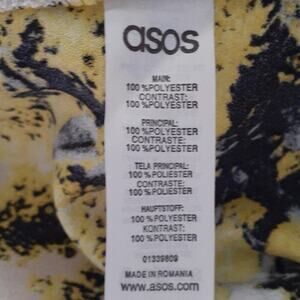 asos
MAIN:
100 % POLYESTER
CONTRAST:
100 % POLYESTER
PRINCIPAL:
100 % POLYESTER
CONTRASTE:
100 % POLYESTER
TELA PRINCIPAL:
100 % POLIESTER
CONTRASTE:
100 % POLIESTER
HAUPTSTOFF:
100 % POLYESTER
KONTRAST:
100 % POLYESTER
01339809
MADE IN ROMANIA
www.asos.com